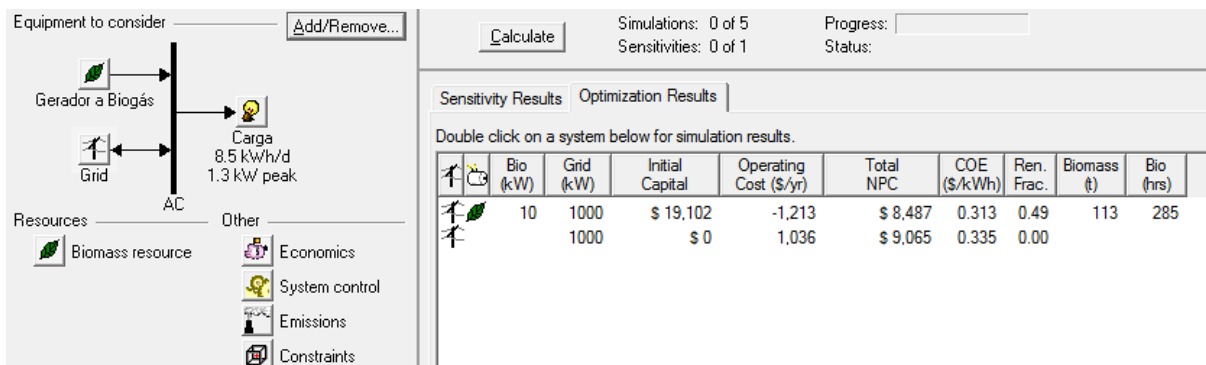 Equipment to consider
Add/Remove...
Gerador a Biogás
Grid
Carga
8.5 kWh/d
1.3 kW peak
AC
Resources
Other
Biomass resource
Economics
System control
Emissions
Constraints
Calculate
Simulations: 0 of 5
Progress:
Sensitivities: 0 of 1
Status:
Sensitivity Results
Optimization Results
Double click on a system below for simulation results.
Bio (kW) Grid (kW) Initial Capital Operating Cost ($/yr) Total NPC COE ($/kWh) Ren. Frac. Biomass (t) Bio (hrs)
10 1000 $ 19,102 -1,213 $ 8,487 0.313 0.49 113 285
1000 $ 0 1,036 $ 9,065 0.335 0.00